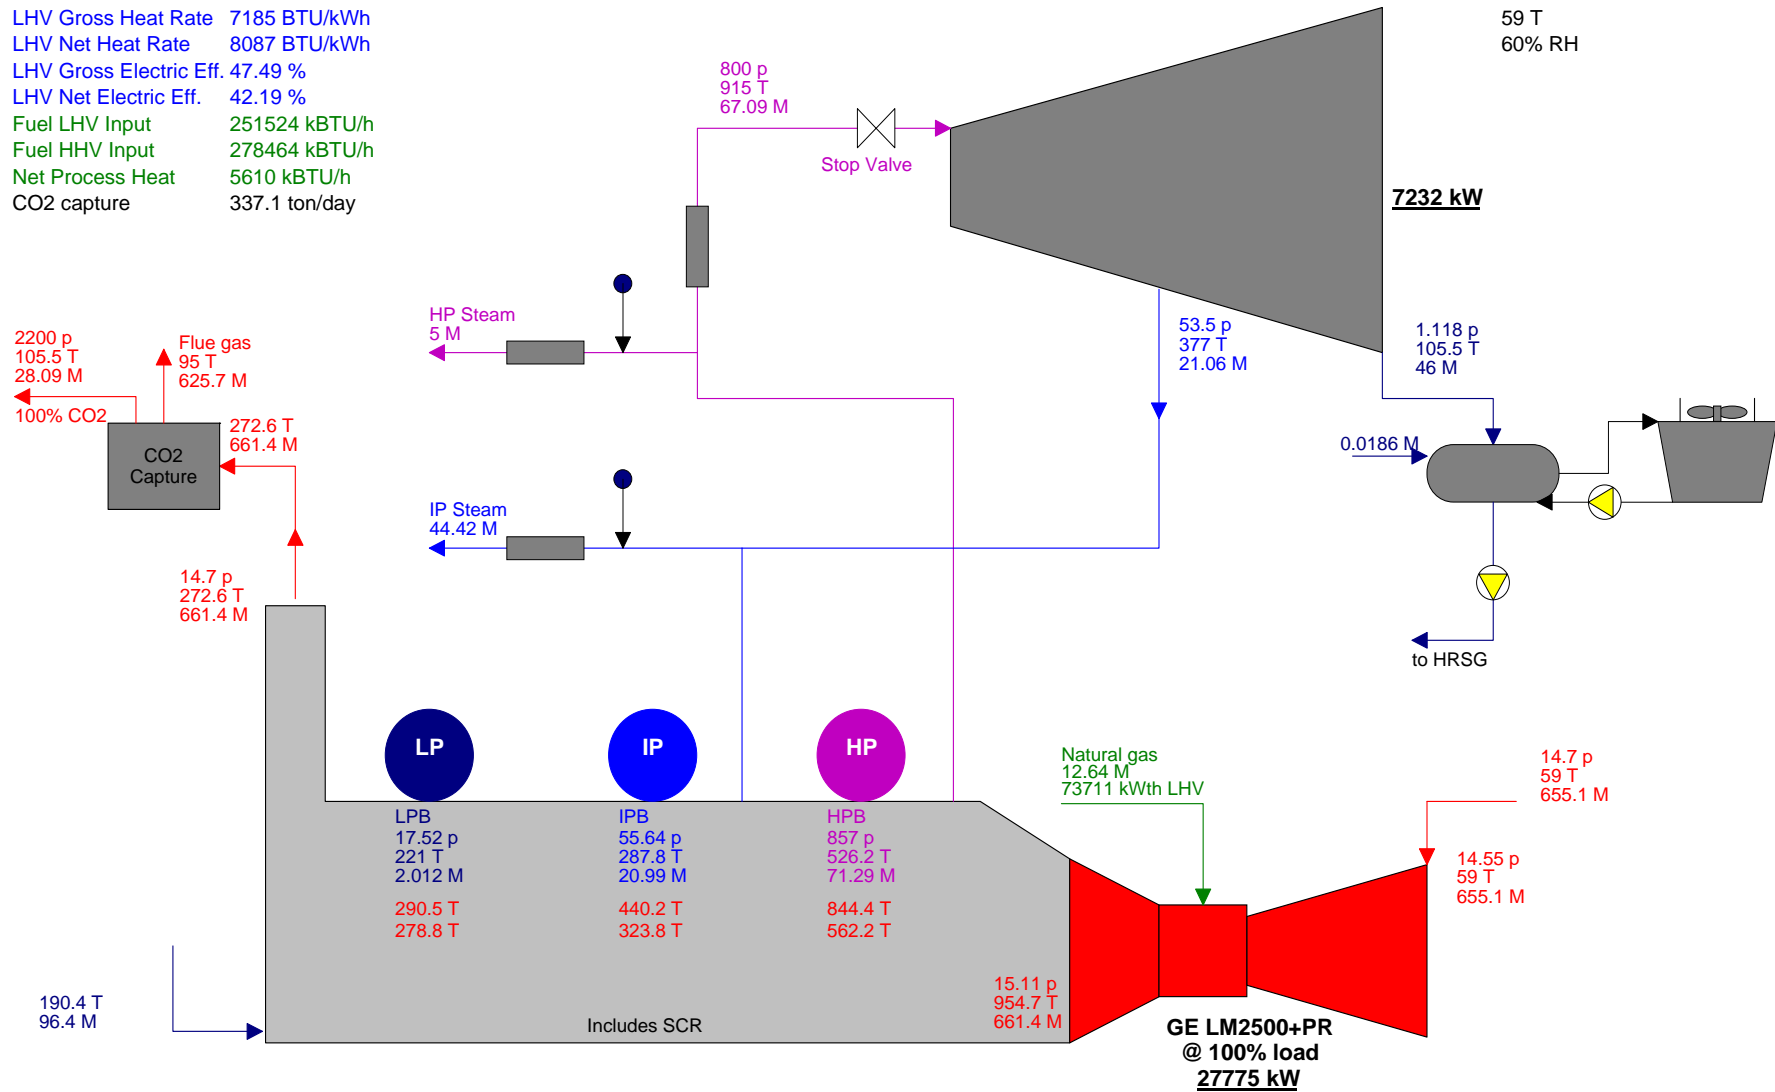 LHV Gross Heat Rate 7185 BTU/kWh
LHV Net Heat Rate 8087 BTU/kWh
LHV Gross Electric Eff. 47.49 %
LHV Net Electric Eff. 42.19 %
Fuel LHV Input 251524 kBTU/h
Fuel HHV Input 278464 kBTU/h
Net Process Heat 5610 kBTU/h
CO2 capture 337.1 ton/day
59 T
60% RH
800 p
915 T
67.09 M
Stop Valve
7232 kW
HP Steam
5 M
53.5 p
377 T
21.06 M
1.118 p
105.5 T
46 M
2200 p
105.5 T
28.09 M
100% CO2
Flue gas
95 T
625.7 M
272.6 T
661.4 M
CO2
Capture
0.0186 M
IP Steam
44.42 M
14.7 p
272.6 T
661.4 M
to HRSG
LP
IP
HP
LPB
17.52 p
221 T
2.012 M
290.5 T
278.8 T
IPB
55.64 p
287.8 T
20.99 M
440.2 T
323.8 T
HPB
857 p
526.2 T
71.29 M
844.4 T
562.2 T
Natural gas
12.64 M
73711 kWth LHV
14.7 p
59 T
655.1 M
14.55 p
59 T
655.1 M
15.11 p
954.7 T
661.4 M
190.4 T
96.4 M
Includes SCR
GE LM2500+PR
@ 100% load
27775 kW